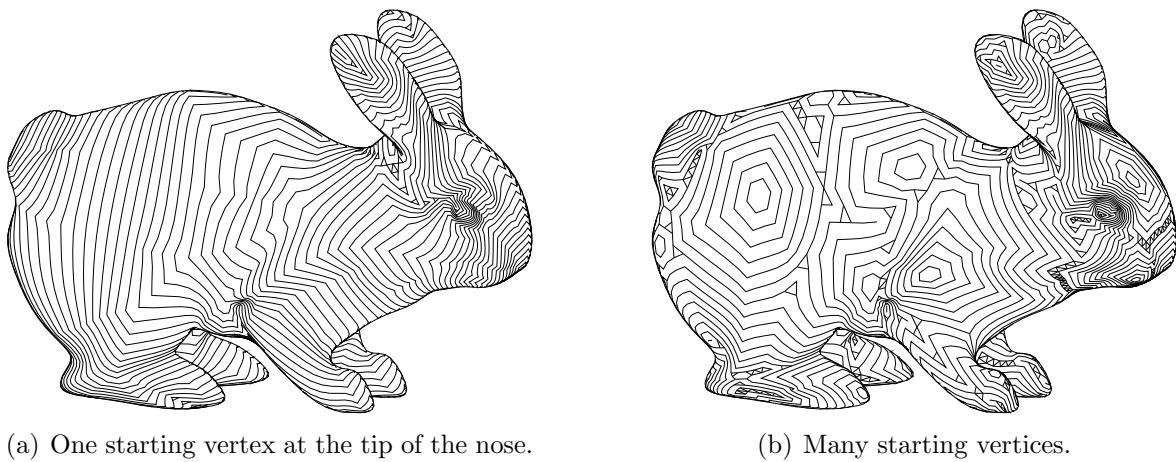 (a) One starting vertex at the tip of the nose.
(b) Many starting vertices.